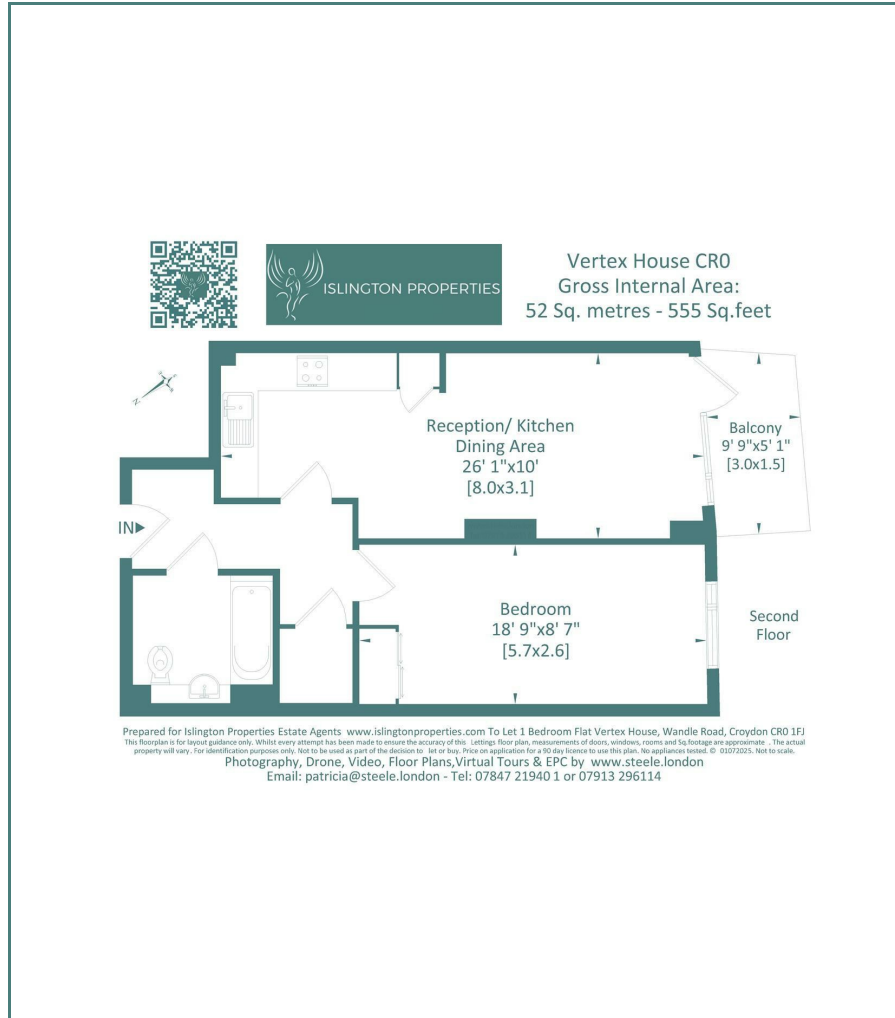 ISLINGTON PROPERTIES
Vertex House CR0
Gross Internal Area:
52 Sq. metres - 555 Sq.feet
N
Reception/ Kitchen
Dining Area
26' 1"x10'
[8.0x3.1]
Balcony
9' 9"x5' 1"
[3.0x1.5]
IN
Bedroom
18' 9"x8' 7"
[5.7x2.6]
Second
Floor
Prepared for Islington Properties Estate Agents www.islingtonproperties.com To Let 1 Bedroom Flat Vertex House, Wandle Road, Croydon CR0 1FJ
This floorplan is for layout guidance only. Whilst every attempt has been made to ensure the accuracy of this Lettings floor plan, measurements of doors, windows, rooms and Sq.footage are approximate . The actual
property will vary . For identification purposes only. Not to be used as part of the decision to let or buy. Price on application for a 90 day licence to use this plan. No appliances tested. © 01072025. Not to scale.
Photography, Drone, Video, Floor Plans,Virtual Tours & EPC by www.steele.london
Email: patricia@steele.london - Tel: 07847 21940 1 or 07913 296114